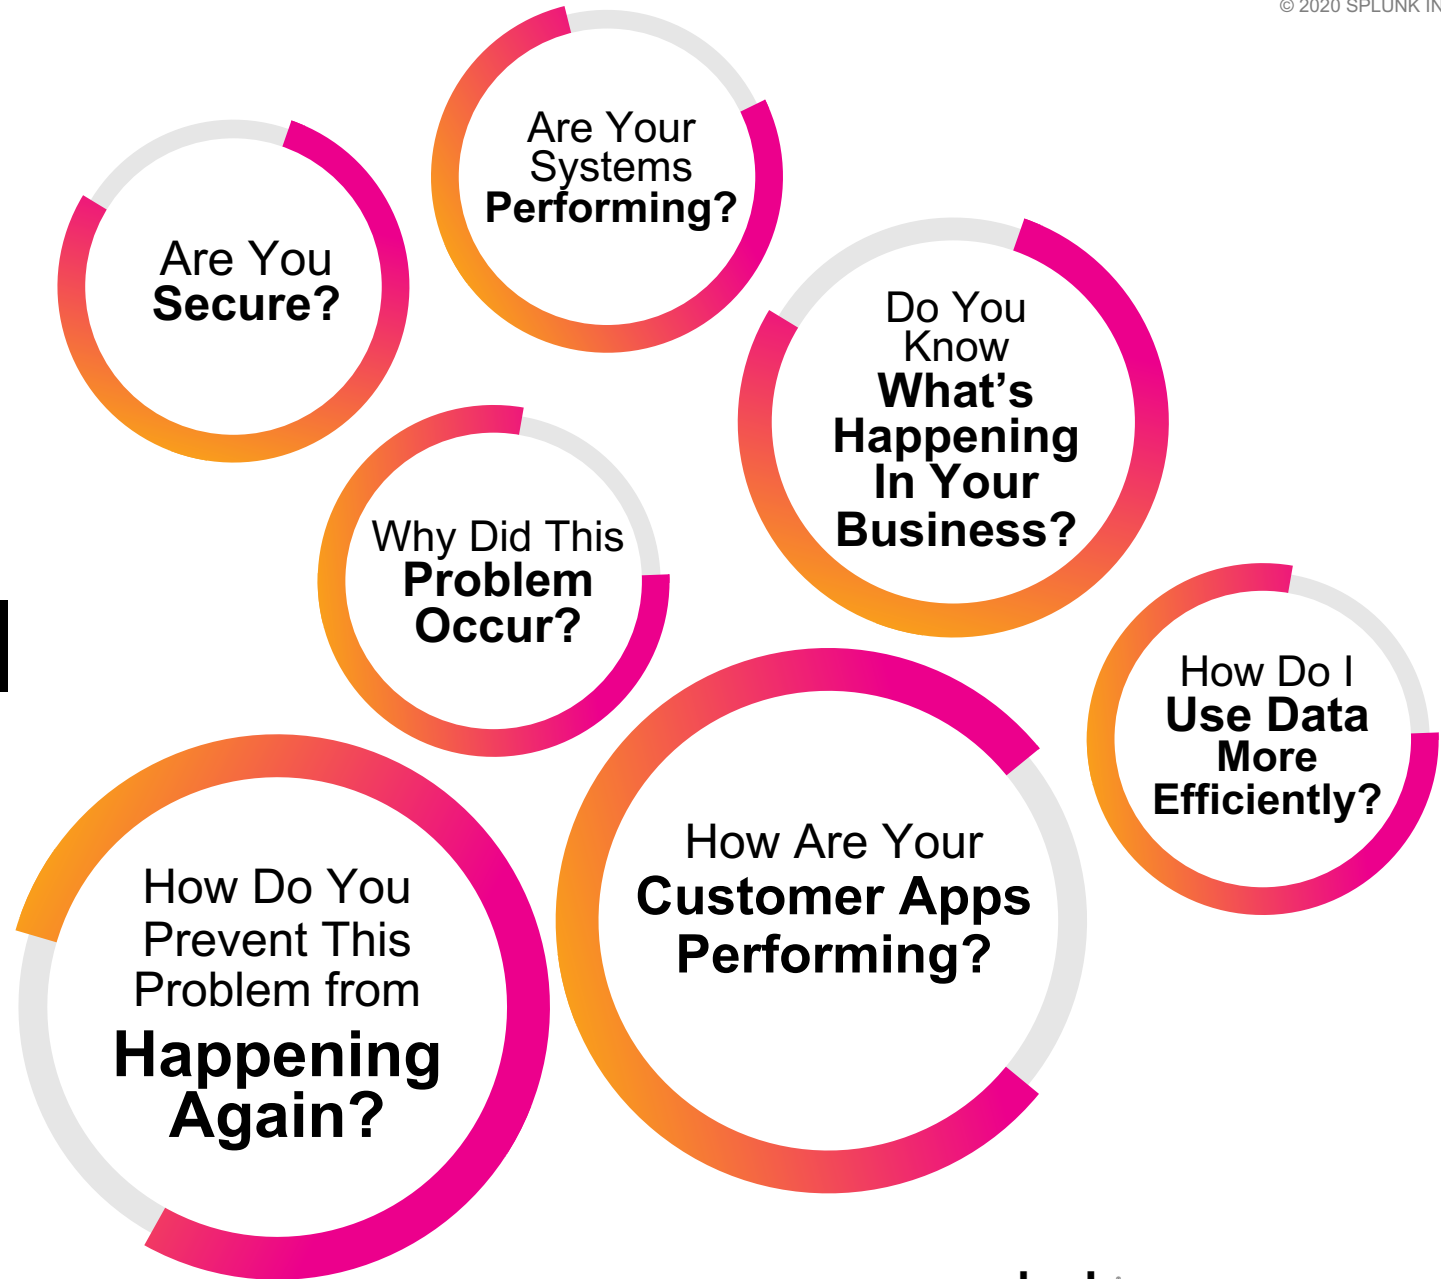 © 2020 SPLUNK IN
Are Your
Systems
Performing?
Are You
Secure?
Do You
Know
What’s
Happening
In Your
Business?
Why Did This
Problem
Occur?
How Do I
Use Data
More
Efficiently?
How Are Your
Customer Apps
Performing?
How Do You
Prevent This
Problem from
Happening
Again?